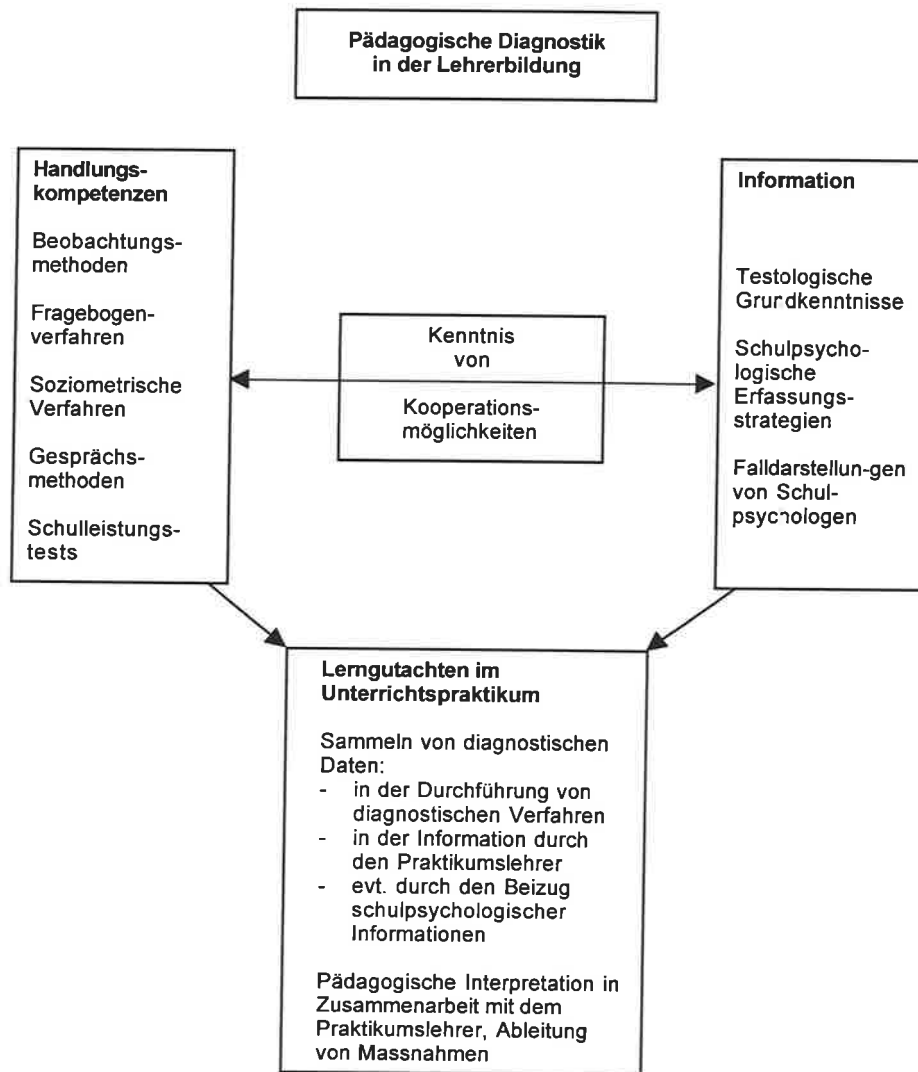 Pädagogische Diagnostik
in der Lehrerbildung
Handlungs-
kompetenzen
Beobachtungs-
methoden
Fragebogen-
verfahren
Soziometrische
Verfahren
Gesprächs-
methoden
Schulleistungs-
tests
Kenntnis
von
Kooperations-
möglichkeiten
Information
Testologische
Grundkenntnisse
Schulpsycho-
logische
Erfassungs-
strategien
Falldarstellun-gen
von Schul-
psychologen
Lerngutachten im
Unterrichtspraktikum
Sammeln von diagnostischen
Daten:
- in der Durchführung von
diagnostischen Verfahren
- in der Information durch
den Praktikumslehrer
- evt. durch den Beizug
schulpsychologischer
Informationen
Pädagogische Interpretation in
Zusammenarbeit mit dem
Praktikumslehrer, Ableitung
von Massnahmen